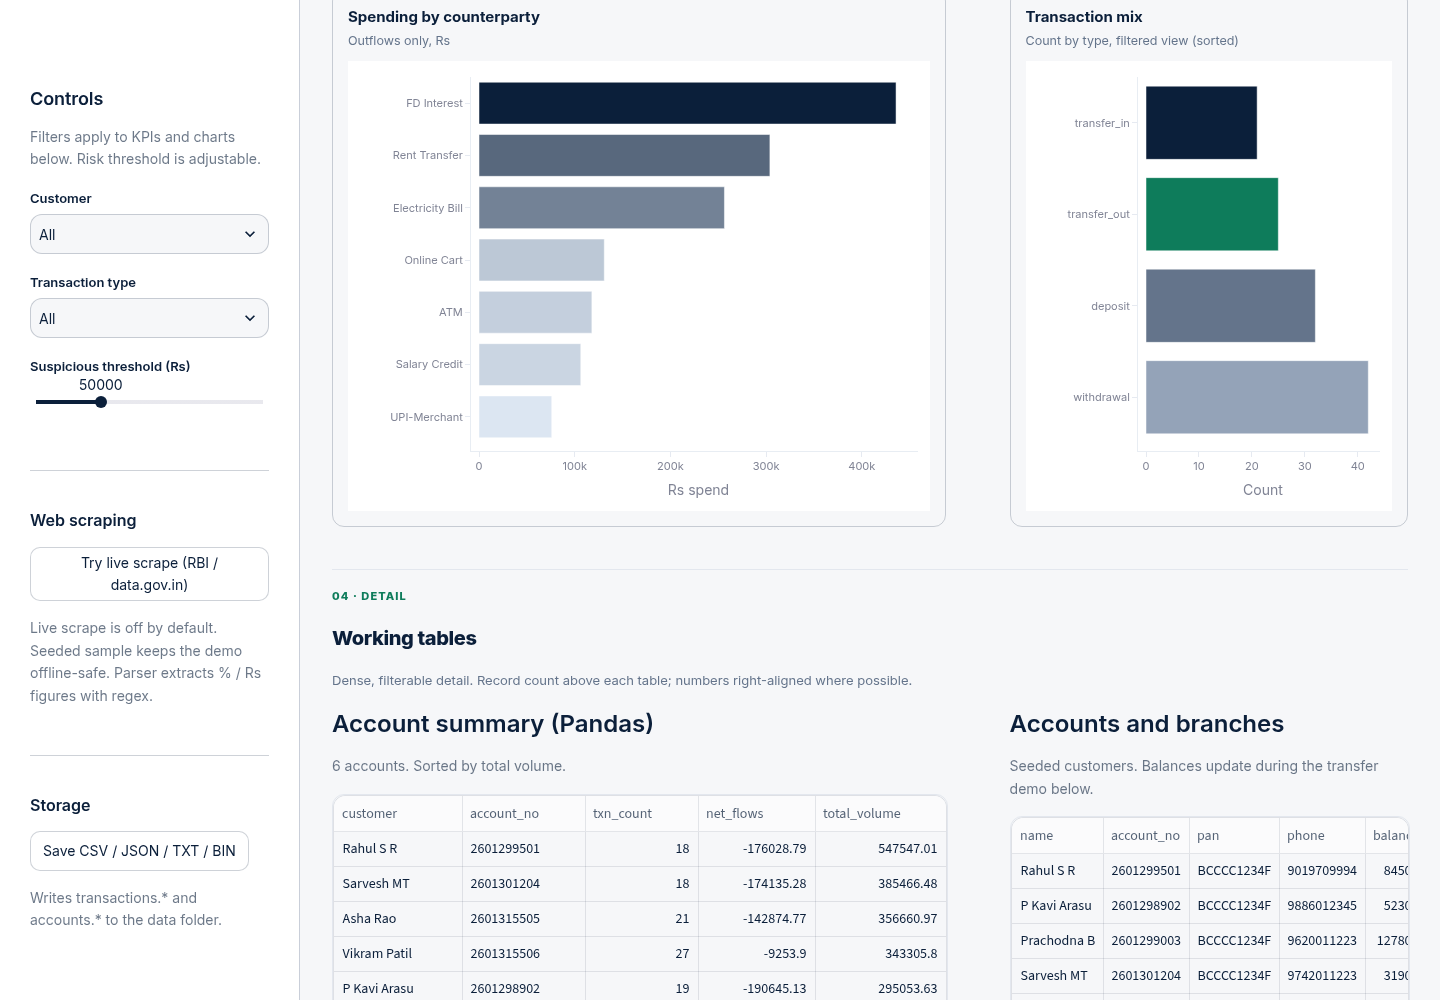 Controls
Filters apply to KPIs and charts
below. Risk threshold is adjustable.
Customer
All
Transaction type
All
Suspicious threshold (Rs)
50000
Web scraping
Try live scrape (RBI /
data.gov.in)
Live scrape is off by default.
Seeded sample keeps the demo
offline-safe. Parser extracts % / Rs
figures with regex.
Storage
Save CSV / JSON / TXT / BIN
Writes transactions.* and
accounts.* to the data folder.
Spending by counterparty
Outflows only, Rs
FD Interest
Rent Transfer
Electricity Bill
Online Cart
ATM
Salary Credit
UPI-Merchant
0 100k 200k 300k 400k
Rs spend
Transaction mix
Count by type, filtered view (sorted)
transfer_in
transfer_out
deposit
withdrawal
0 10 20 30 40
Count
04 · DETAIL
Working tables
Dense, filterable detail. Record count above each table; numbers right-aligned where possible.
Account summary (Pandas)
6 accounts. Sorted by total volume.
customer account_no txn_count net_flows total_volume
Rahul S R 2601299501 18 -176028.79 547547.01
Sarvesh MT 2601301204 18 -174135.28 385466.48
Asha Rao 2601315505 21 -142874.77 356660.97
Vikram Patil 2601315506 27 -9253.9 343305.8
P Kavi Arasu 2601298902 19 -190645.13 295053.63
Accounts and branches
Seeded customers. Balances update during the transfer
demo below.
name account_no pan phone
Rahul S R 2601299501 BCCCC1234F 9019709994
P Kavi Arasu 2601298902 BCCCC1234F 9886012345
Prachodna B 2601299003 BCCCC1234F 9620011223
Sarvesh MT 2601301204 BCCCC1234F 9742011223